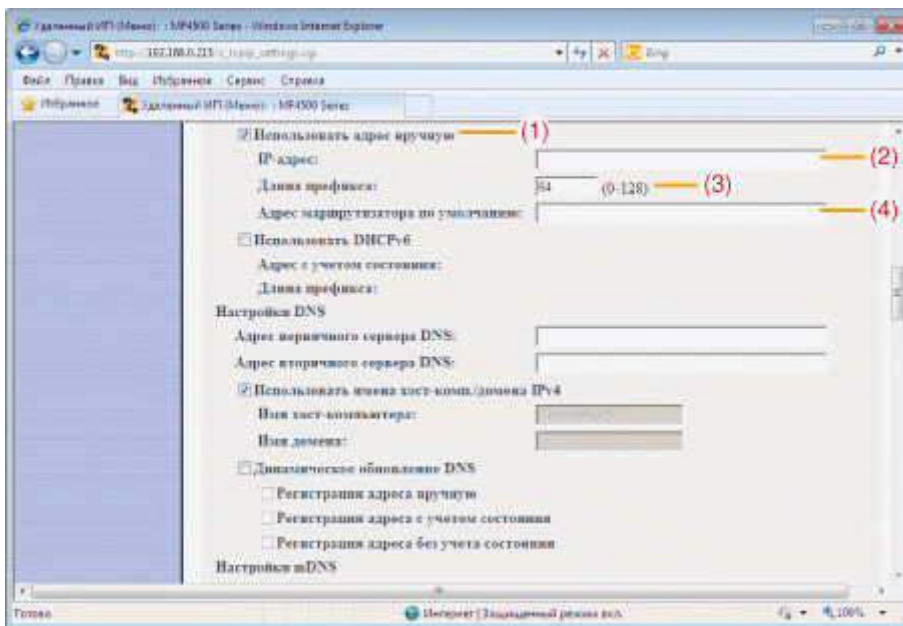 Удаленный ИП (Меню): : MF4500 Series - Windows Internet Explorer
Bing
Файл Правка Вид Избранное Сервис Справка
Избранное Удаленный ИП (Меню): : MF4500 Series
Использовать адрес вручную (1)
IP-адрес: (2)
Длина префикса: 64 (0-128) (3)
Адрес маршрутизатора по умолчанию: (4)
Использовать DHCPv6
Адрес с учетом состояния:
Длина префикса:
Настройки DNS
Адрес первичного сервера DNS:
Адрес вторичного сервера DNS:
Использовать имена хост-комп./домена IPv4
Имя хост-компьютера:
Имя домена:
Динамическое обновление DNS
Регистрация адреса вручную
Регистрация адреса с учетом состояния
Регистрация адреса без учета состояния
Настройки mDNS
Готово Интернет | Защищенный режим: вкл. 100%